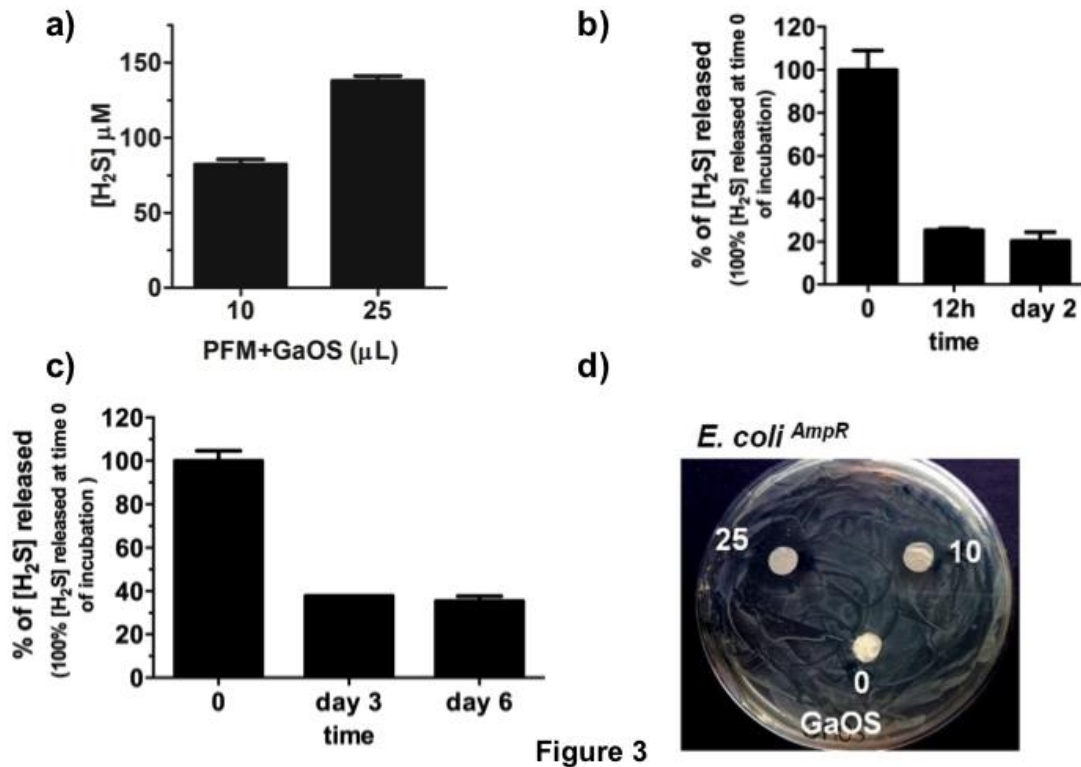 a)
[H₂S] μM
150
100
50
0
10
25
PFM+GaOS (μL)
b)
% of [H₂S] released
(100% [H₂S] released at time 0
of incubation)
120
100
80
60
40
20
0
0
12h
day 2
time
c)
% of [H₂S] released
(100% [H₂S] released at time 0
of incubation )
120
100
80
60
40
20
0
0
day 3
day 6
time
d)
E. coli AmpR
25
10
0
GaOS
Figure 3